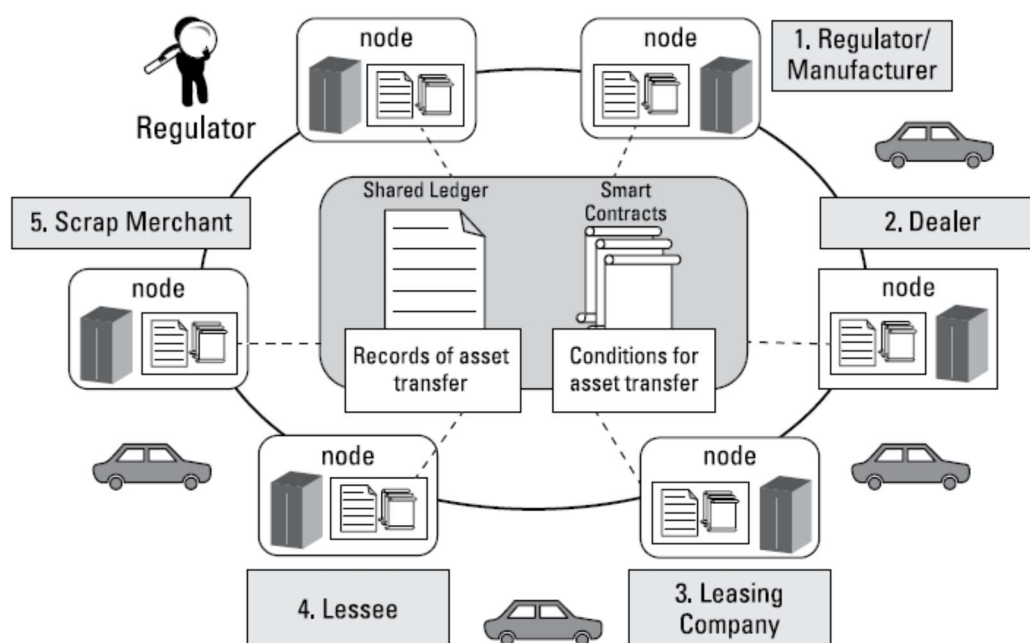 node
node
1. Regulator/
Manufacturer
Regulator
Shared Ledger
Smart
Contracts
5. Scrap Merchant
2. Dealer
node
node
Records of asset
transfer
Conditions for
asset transfer
node
node
4. Lessee
3. Leasing
Company